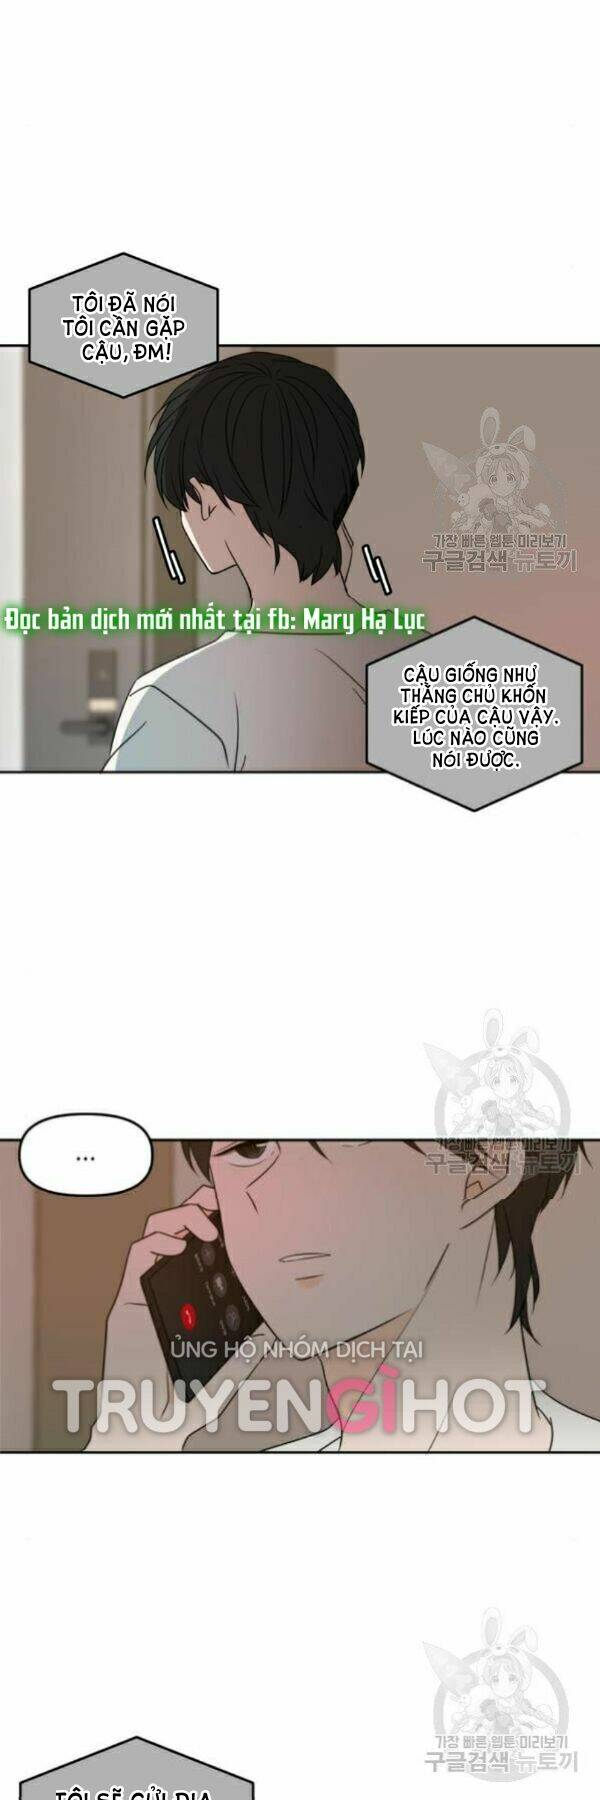 TÔI ĐÃ NÓI
TÔI CẦN GẶP
CẬU, ĐM!
가장 빠른 웹툰 미리보기
구글검색 뉴토끼
Đọc bản dịch mới nhất tại fb: Mary Hạ Lục
CẬU GIỐNG NHƯ
THẰNG CHỦ KHỐN
KIẾP CỦA CẬU VẬY.
LÚC NÀO CŨNG
NÓI ĐƯỢC.
가장 빠른 웹툰 미리보기
구글검색 뉴토끼
...
ỦNG HỘ NHÓM DỊCH TẠI
TRUYENGIHOT
가장 빠른 웹툰 미리보기
구글검색 뉴토끼
TÔI SẼ GỬI ĐỊA